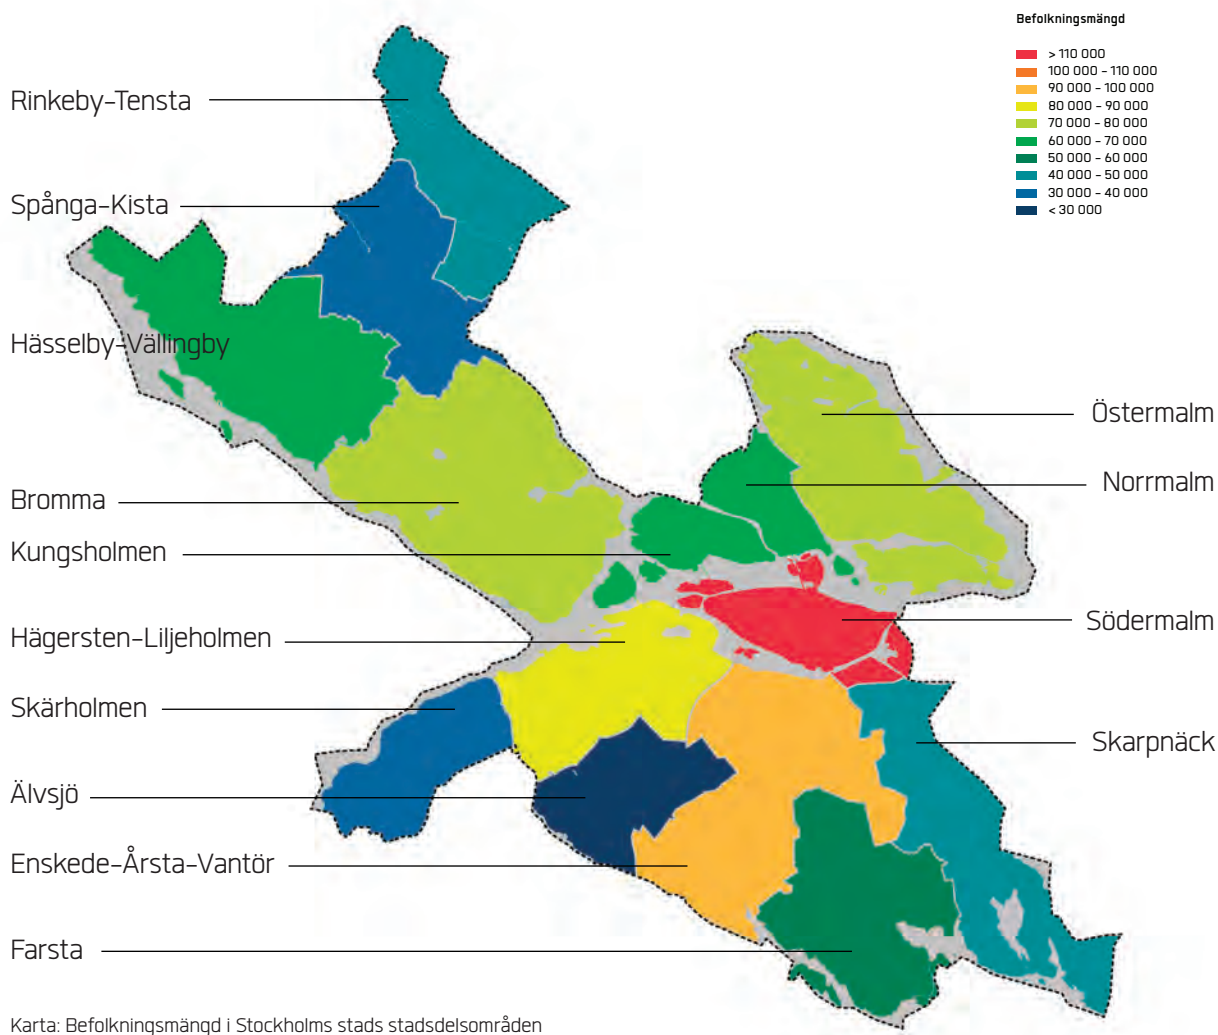 Befolkningsmängd
> 110 000
100 000 – 110 000
90 000 – 100 000
80 000 – 90 000
70 000 – 80 000
60 000 – 70 000
50 000 – 60 000
40 000 – 50 000
30 000 – 40 000
< 30 000
Rinkeby–Tensta
Spånga–Kista
Hässelby–Vällingby
Bromma
Kungsholmen
Hägersten–Liljeholmen
Skärholmen
Älvsjö
Enskede–Årsta–Vantör
Farsta
Östermalm
Norrmalm
Södermalm
Skarpnäck
Karta: Befolkningsmängd i Stockholms stads stadsdelsområden